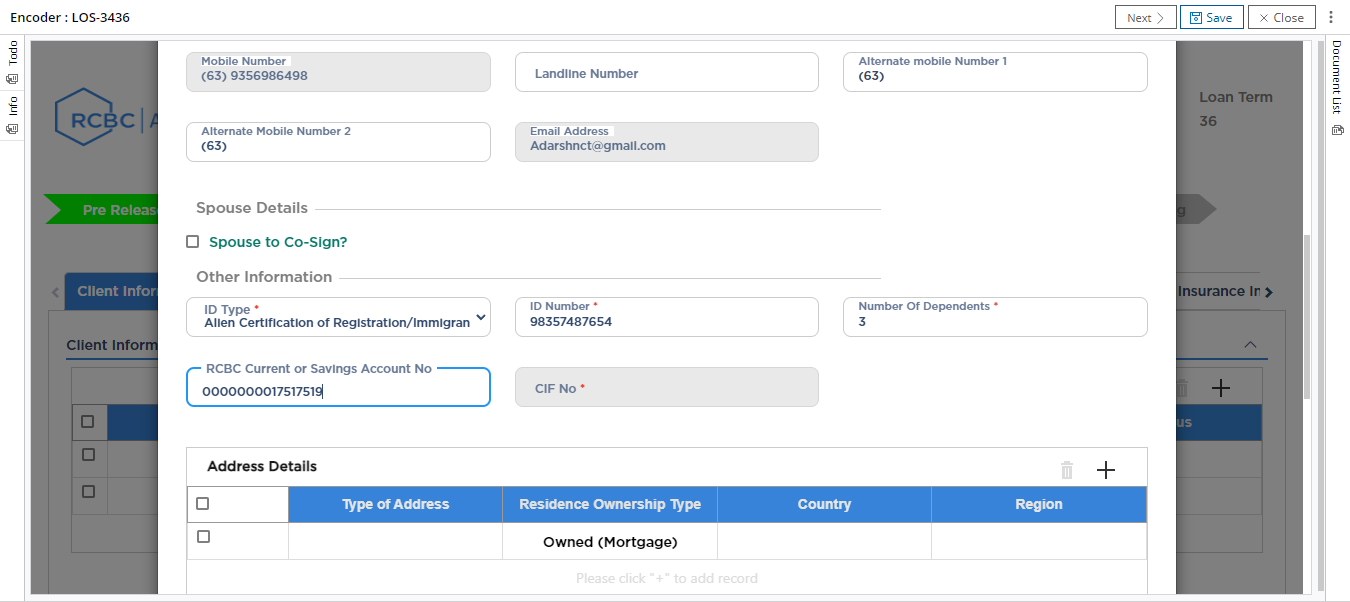 Encoder : LOS-3436
Next
Save
Close
Todo
Info
Document List
RCBC
Loan Term
36
Mobile Number
(63) 9356986498
Landline Number
Alternate mobile Number 1
(63)
Alternate Mobile Number 2
(63)
Email Address
Adarshnct@gmail.com
Pre Releas
g
Spouse Details
Spouse to Co-Sign?
Other Information
Client Infor
Insurance In
ID Type *
Alien Certification of Registration/Immigran
ID Number *
98357487654
Number Of Dependents *
3
Client Inform
RCBC Current or Savings Account No
0000000017517519
CIF No *
us
Address Details
Type of Address
Residence Ownership Type
Country
Region
Owned (Mortgage)
Please click "+" to add record